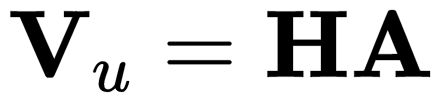 V_u = HA